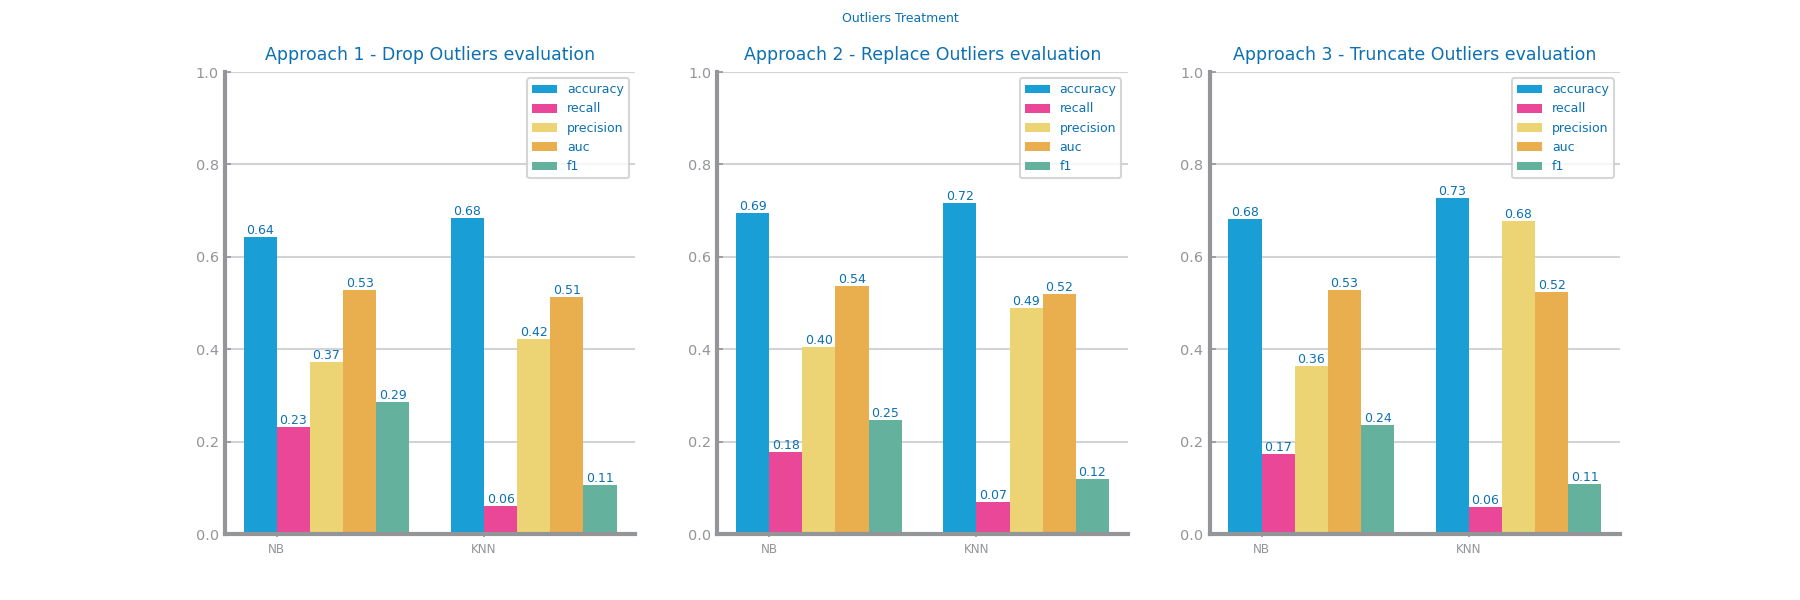 Outliers Treatment
Approach 1 - Drop Outliers evaluation
1.0
0.8
0.6
0.4
0.2
0.0
accuracy
recall
precision
auc
f1
0.64
0.23
0.37
0.53
0.29
0.68
0.06
0.42
0.51
0.11
NB
KNN
Approach 2 - Replace Outliers evaluation
1.0
0.8
0.6
0.4
0.2
0.0
accuracy
recall
precision
auc
f1
0.69
0.18
0.40
0.54
0.25
0.72
0.07
0.49
0.52
0.12
NB
KNN
Approach 3 - Truncate Outliers evaluation
1.0
0.8
0.6
0.4
0.2
0.0
accuracy
recall
precision
auc
f1
0.68
0.17
0.36
0.53
0.24
0.73
0.06
0.68
0.52
0.11
NB
KNN